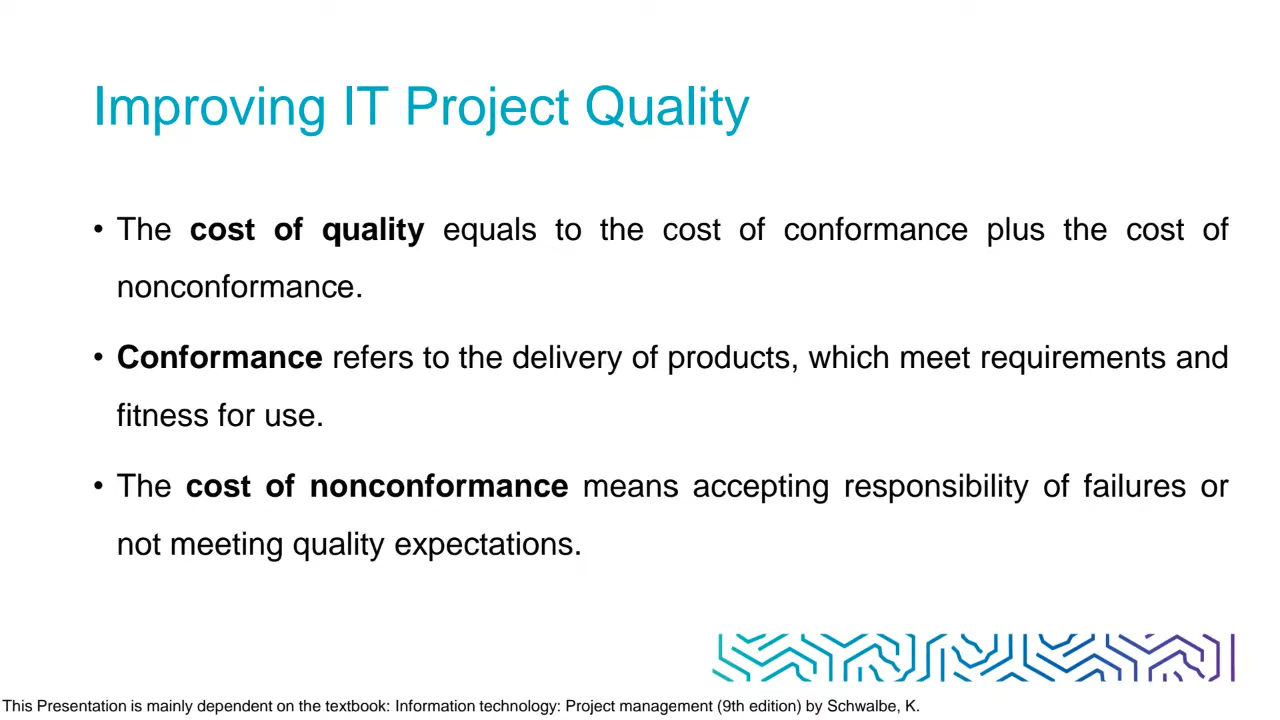 Improving IT Project Quality
• The cost of quality equals to the cost of conformance plus the cost of
nonconformance.
• Conformance refers to the delivery of products, which meet requirements and
fitness for use.
• The cost of nonconformance means accepting responsibility of failures or
not meeting quality expectations.
This Presentation is mainly dependent on the textbook: Information technology: Project management (9th edition) by Schwalbe, K.